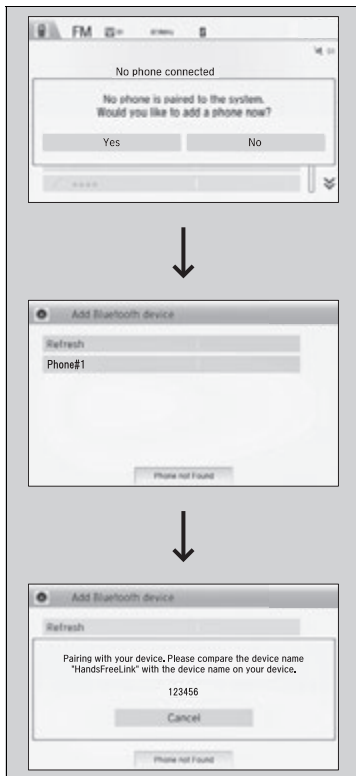 FM
No phone connected
No phone is paired to the system.
Would you like to add a phone now?
Yes No
Add Bluetooth device
Refresh
Phone#1
Phone not Found
Add Bluetooth device
Refresh
Pairing with your device. Please compare the device name
"HandsFreeLink" with the device name on your device.
123456
Cancel
Phone not Found